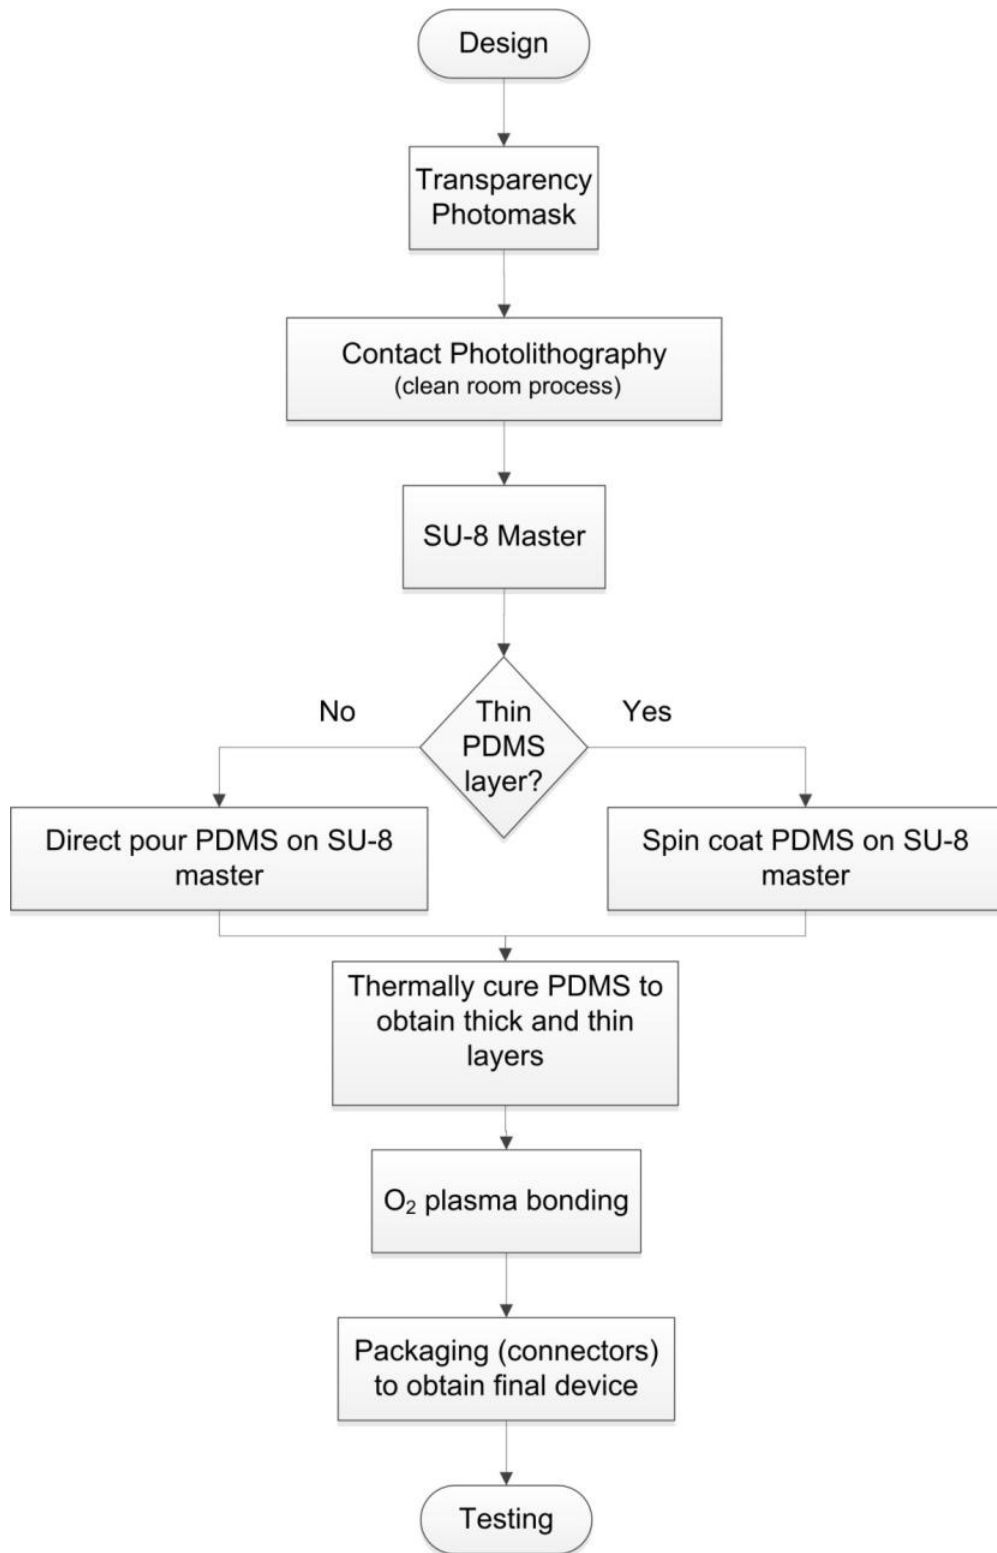 Design
Transparency
Photomask
Contact Photolithography
(clean room process)
SU-8 Master
Thin
PDMS
layer?
No
Yes
Direct pour PDMS on SU-8
master
Spin coat PDMS on SU-8
master
Thermally cure PDMS to
obtain thick and thin
layers
O₂ plasma bonding
Packaging (connectors)
to obtain final device
Testing